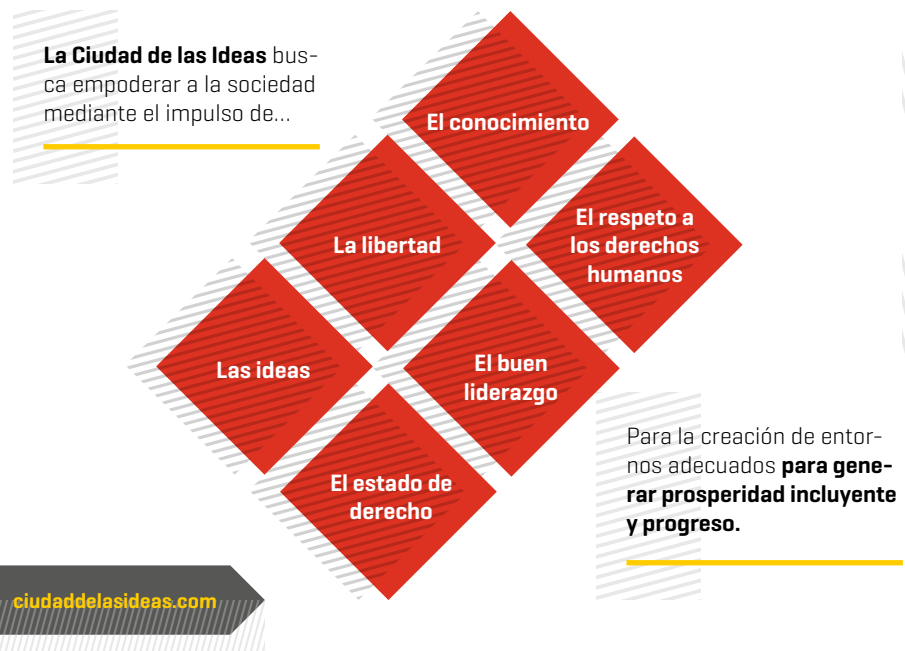 La Ciudad de las Ideas bus-
ca empoderar a la sociedad
mediante el impulso de...
El conocimiento
La libertad
El respeto a
los derechos
humanos
Las ideas
El buen
liderazgo
El estado de
derecho
Para la creación de entor-
nos adecuados para gene-
rar prosperidad incluyente
y progreso.
ciudaddelasideas.com